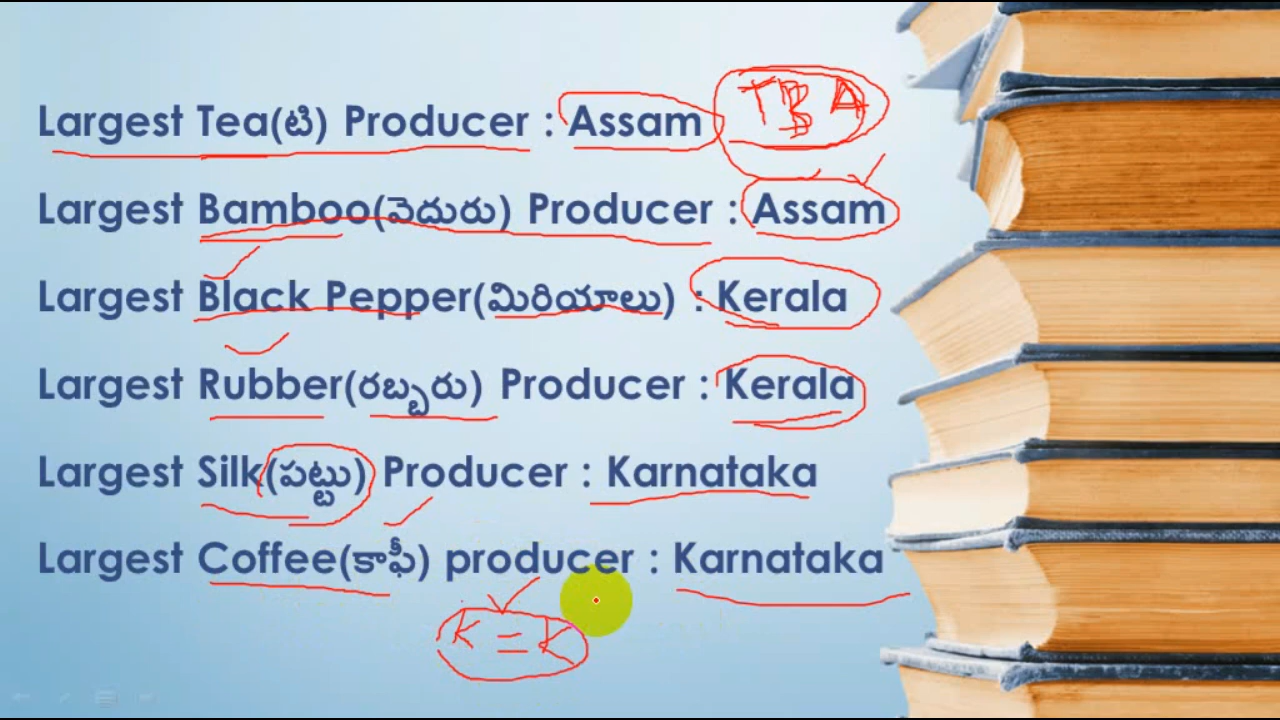 Largest Tea(టి) Producer : Assam
TB A
Largest Bamboo(వెదురు) Producer : Assam
Largest Black Pepper(మిరియాలు) : Kerala
Largest Rubber(రబ్బరు) Producer : Kerala
Largest Silk(పట్టు) Producer : Karnataka
Largest Coffee(కాఫీ) producer : Karnataka
K = K